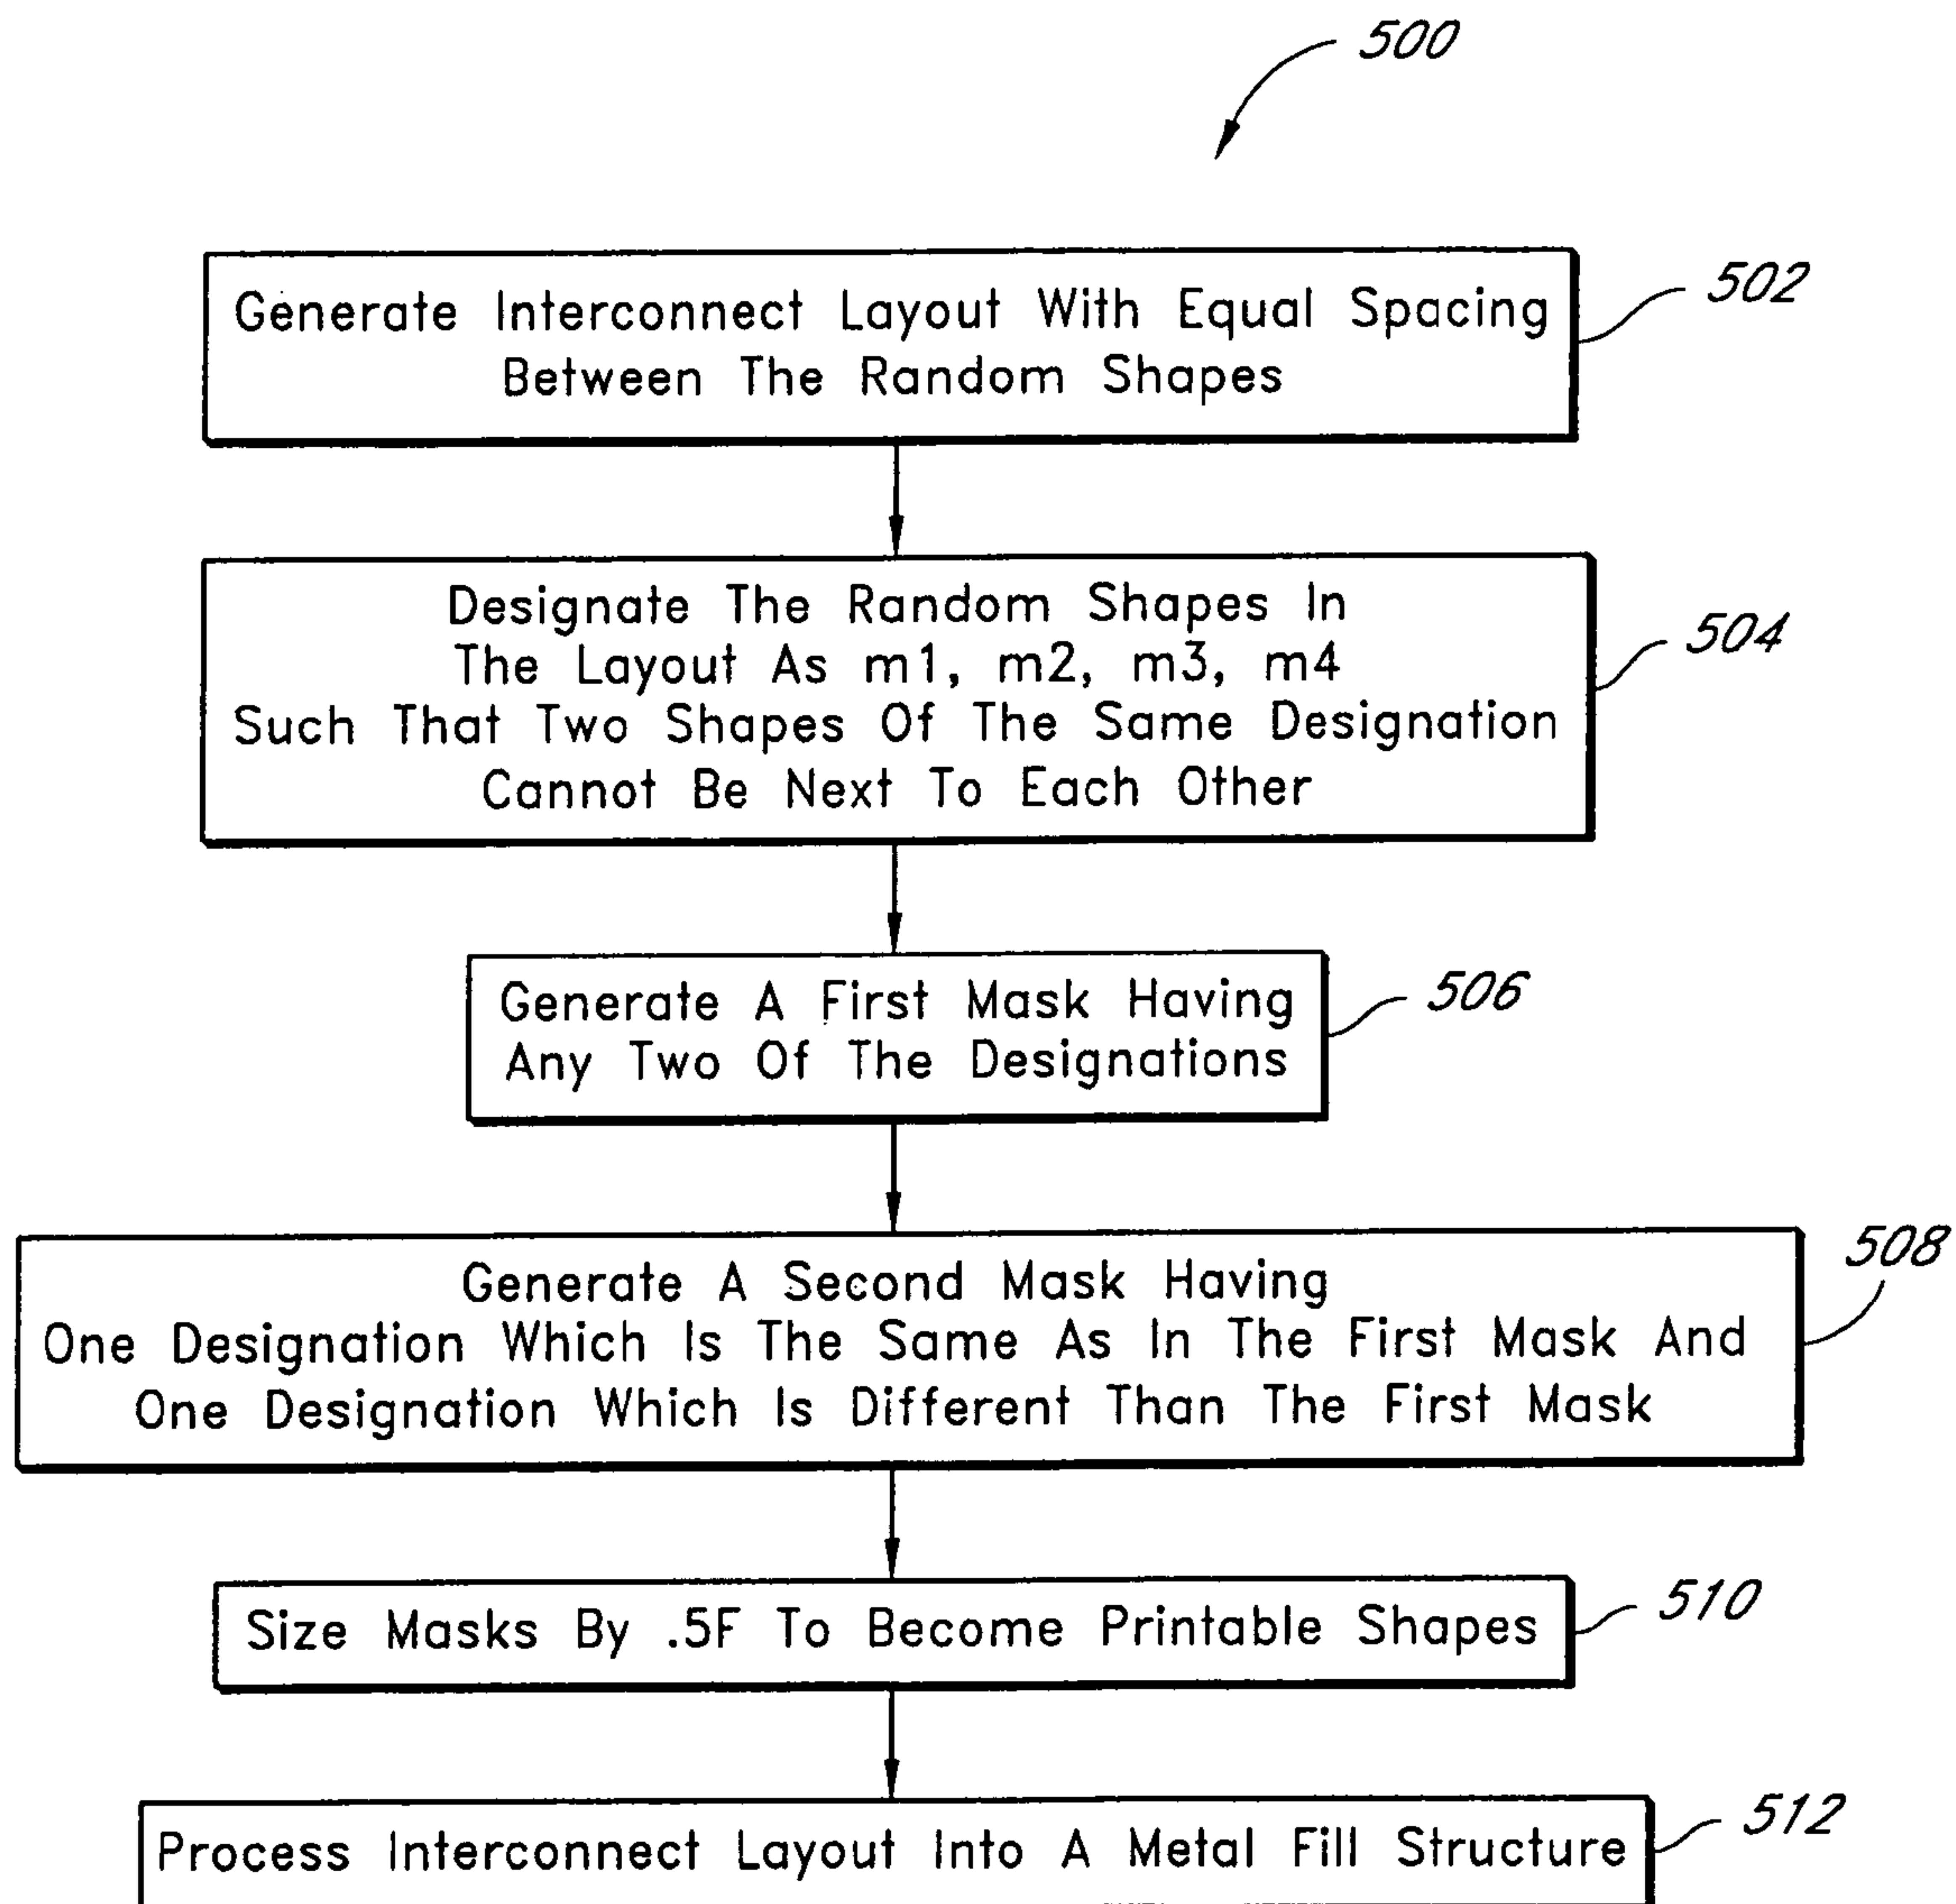 500
Generate Interconnect Layout With Equal Spacing
Between The Random Shapes
502
Designate The Random Shapes In
The Layout As m1, m2, m3, m4
Such That Two Shapes Of The Same Designation
Cannot Be Next To Each Other
504
Generate A First Mask Having
Any Two Of The Designations
506
Generate A Second Mask Having
One Designation Which Is The Same As In The First Mask And
One Designation Which Is Different Than The First Mask
508
Size Masks By .5F To Become Printable Shapes
510
Process Interconnect Layout Into A Metal Fill Structure
512